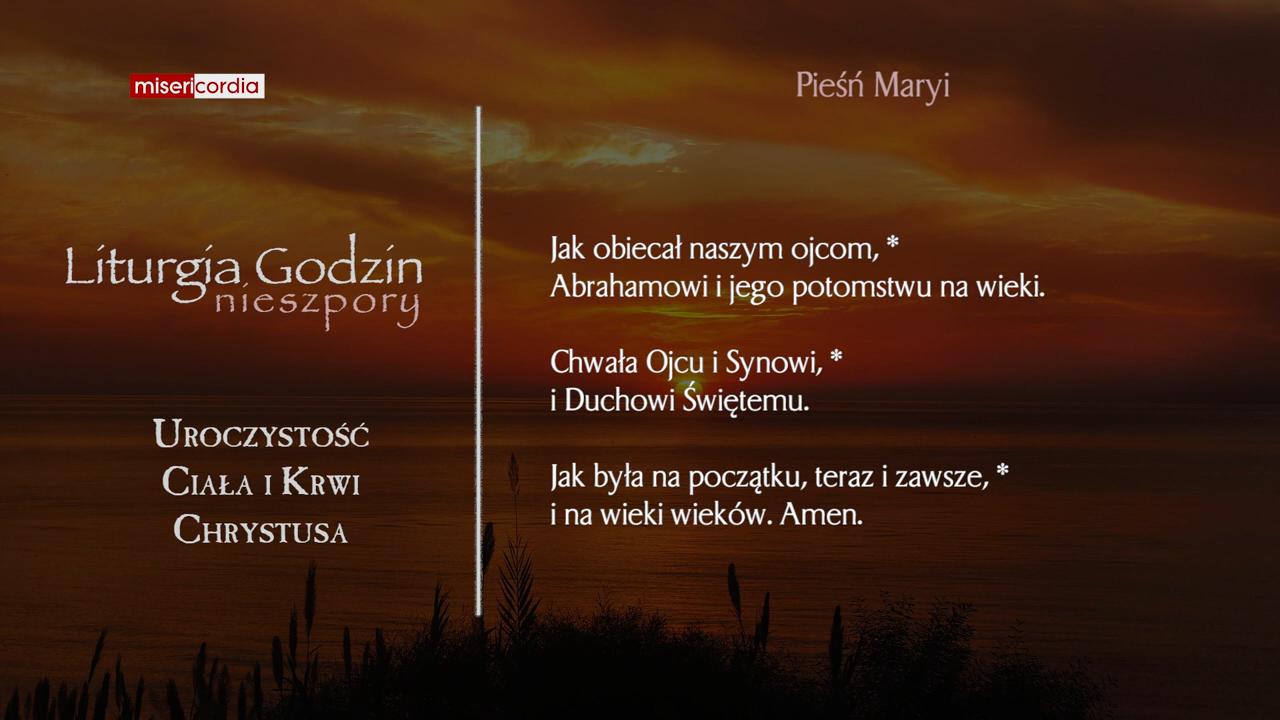 misericordia
Pieśń Maryi
Liturgia Godzin
nieszpory
Uroczystość
Ciała i Krwi
Chrystusa
Jak obiecał naszym ojcom, *
Abrahamowi i jego potomstwu na wieki.
Chwała Ojcu i Synowi, *
i Duchowi Świętemu.
Jak była na początku, teraz i zawsze, *
i na wieki wieków. Amen.